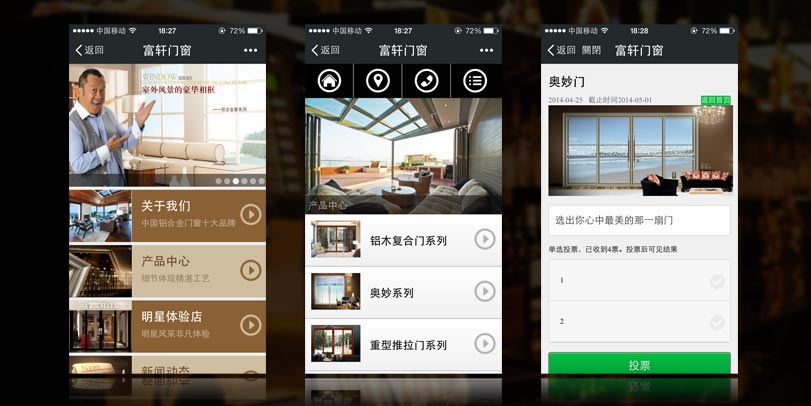 中国移动 18:27 72%
返回 富轩门窗
WINDOW SERIES
室外风景的豪华相框
关于我们
中国铝合金门窗十大品牌
产品中心
细节体现精湛工艺
明星体验店
明星风采非凡体验
新闻动态
中国移动 18:27 72%
返回 富轩门窗
产品中心
铝木复合门系列
奥妙系列
重型推拉门系列
中国移动 18:28 72%
返回 關閉 富轩门窗
奥妙门
2014-04-25 截止时间2014-05-01
返回首页
选出你心中最美的那一扇门
单选投票，已收到4票。投票后可见结果
1
2
投票